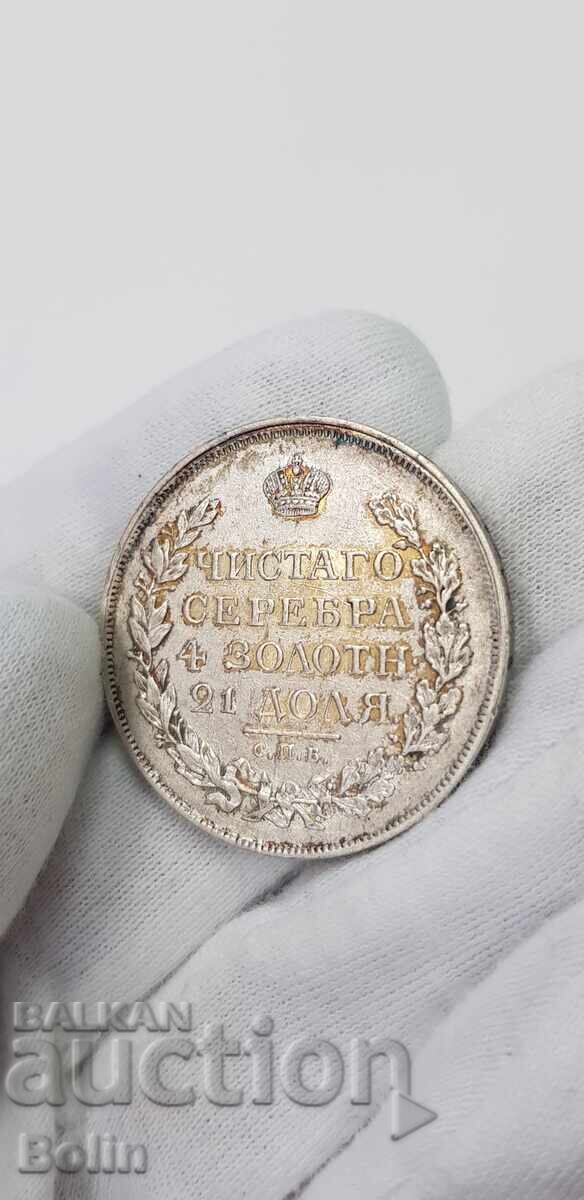 ЧИСТАГО
СЕРЕБРА
4 ЗОЛОТН
21 ДОЛЯ
С.П.Б.
BALKAN
auction
Bolin